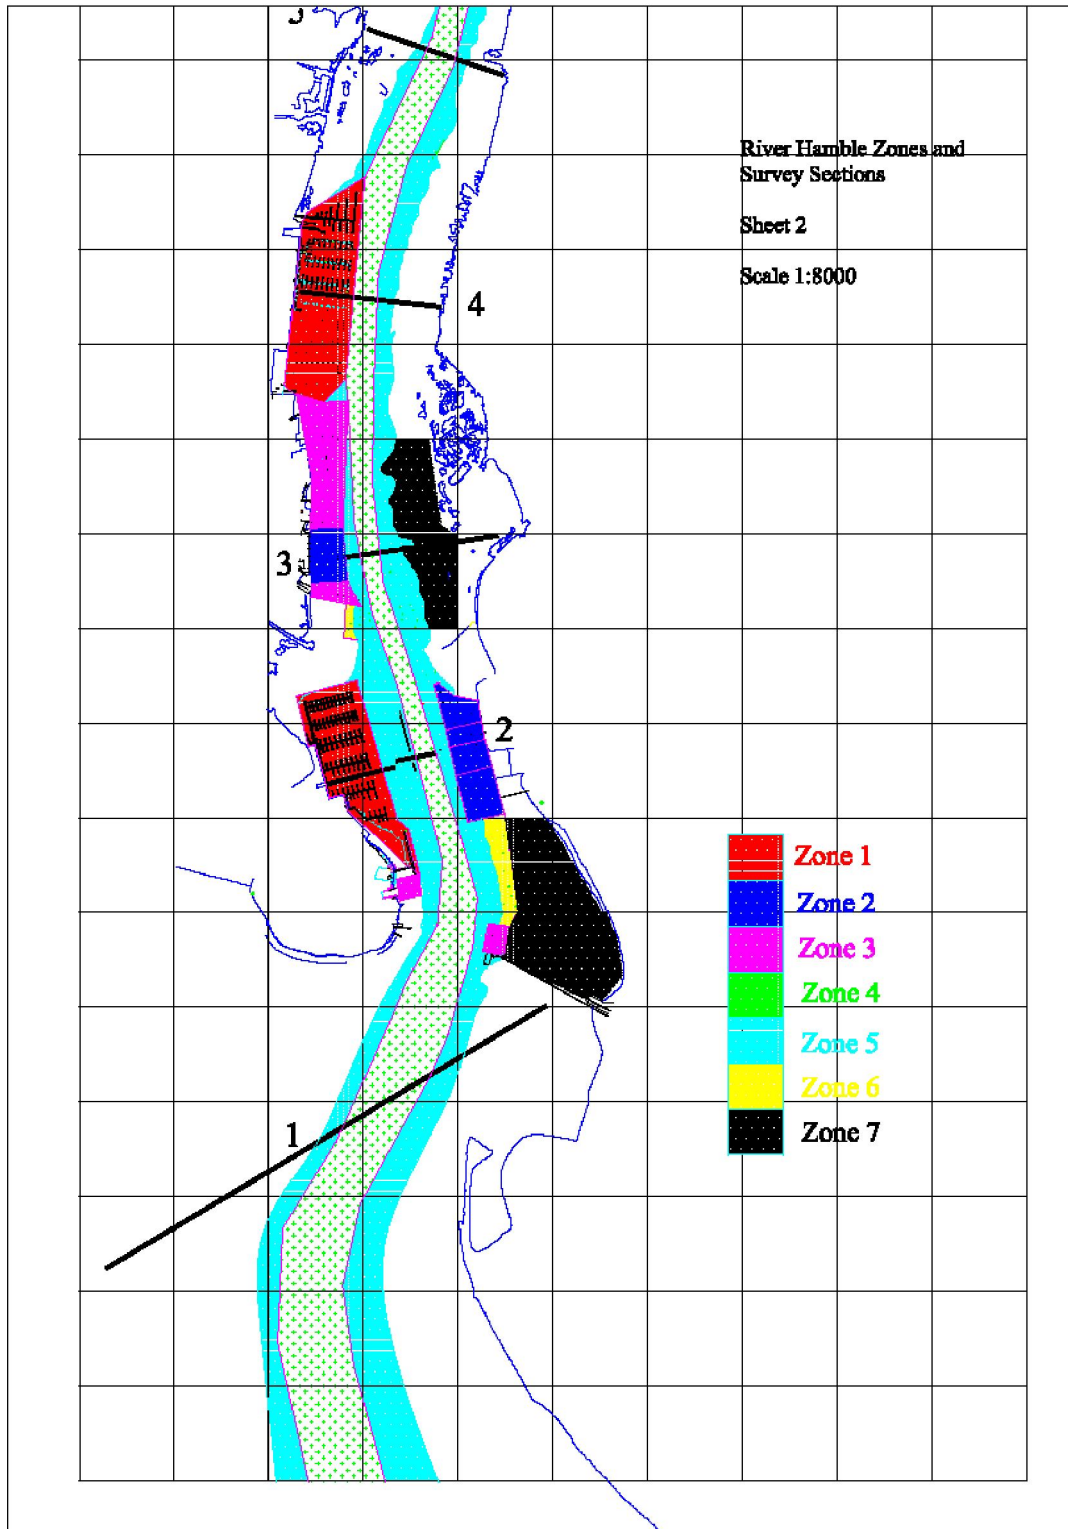 River Hamble Zones and
Survey Sections
Sheet 2
Scale 1:8000
4
3
2
1
Zone 1
Zone 2
Zone 3
Zone 4
Zone 5
Zone 6
Zone 7